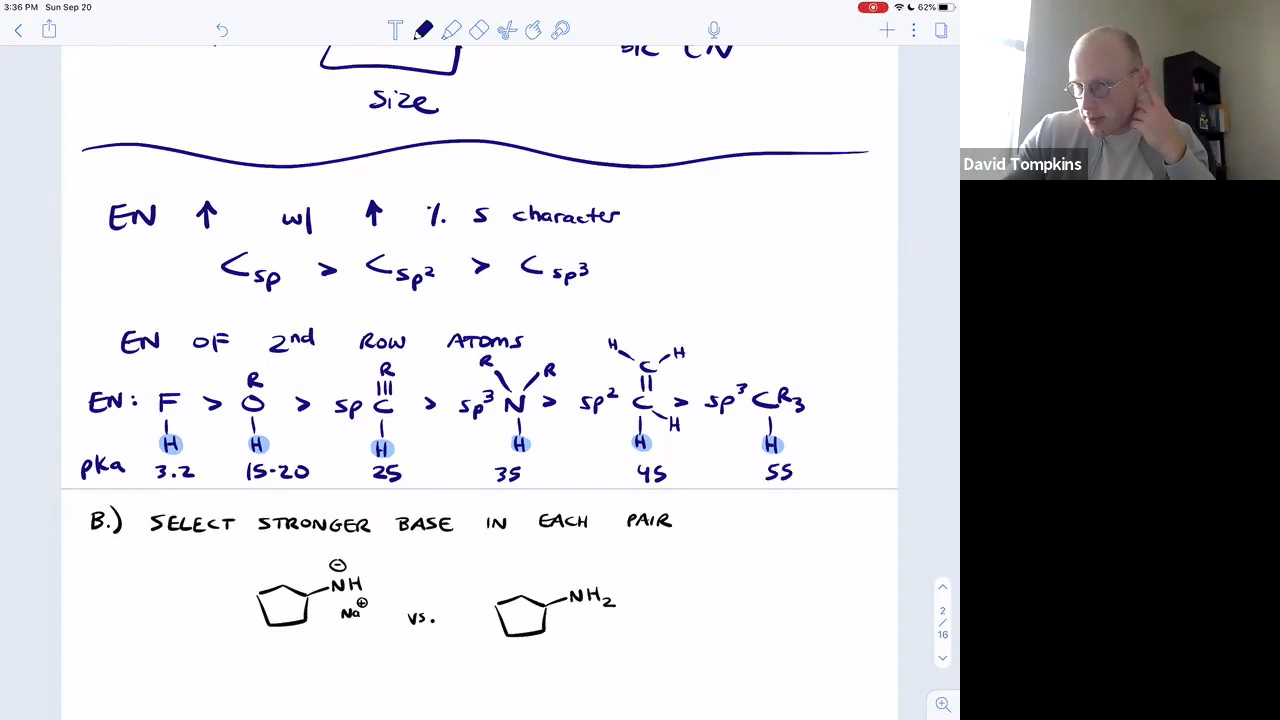 3:36 PM Sun Sep 20
62%
Size
EN ↑ w/ ↑ % s character
Csp > Csp² > Csp³
EN OF 2nd ROW ATOMS
R R R R H H
C
EN: F > O > sp C > sp³ N > sp² C > sp³ CR₃
H
H H H H H H
pKa 3.2 15-20 25 35 45 55
B.) SELECT STRONGER BASE IN EACH PAIR
⊖
NH
Na⊕ vs. NH₂
2
/
16
David Tompkins